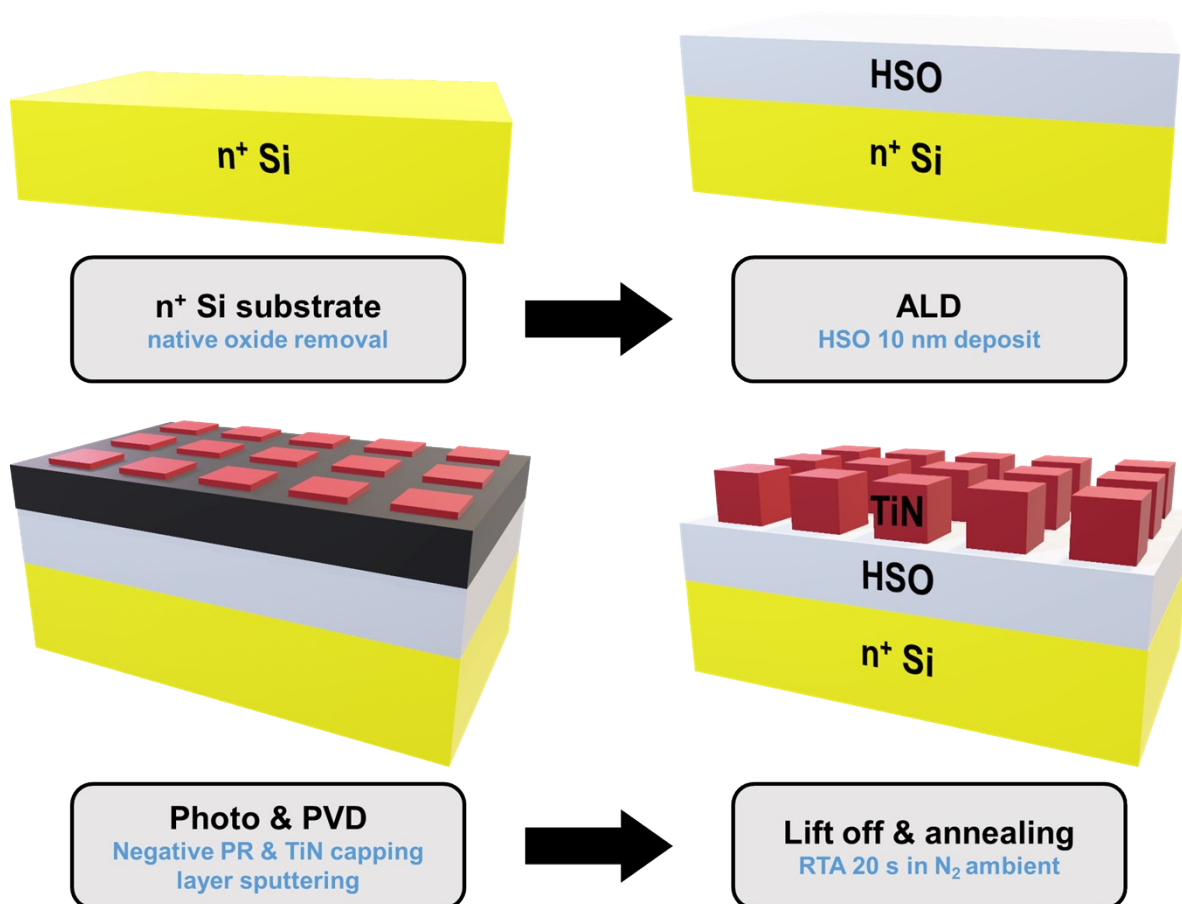 n⁺ Si
HSO
n⁺ Si
n⁺ Si substrate
native oxide removal
ALD
HSO 10 nm deposit
TiN
HSO
n⁺ Si
Photo & PVD
Negative PR & TiN capping
layer sputtering
Lift off & annealing
RTA 20 s in N₂ ambient